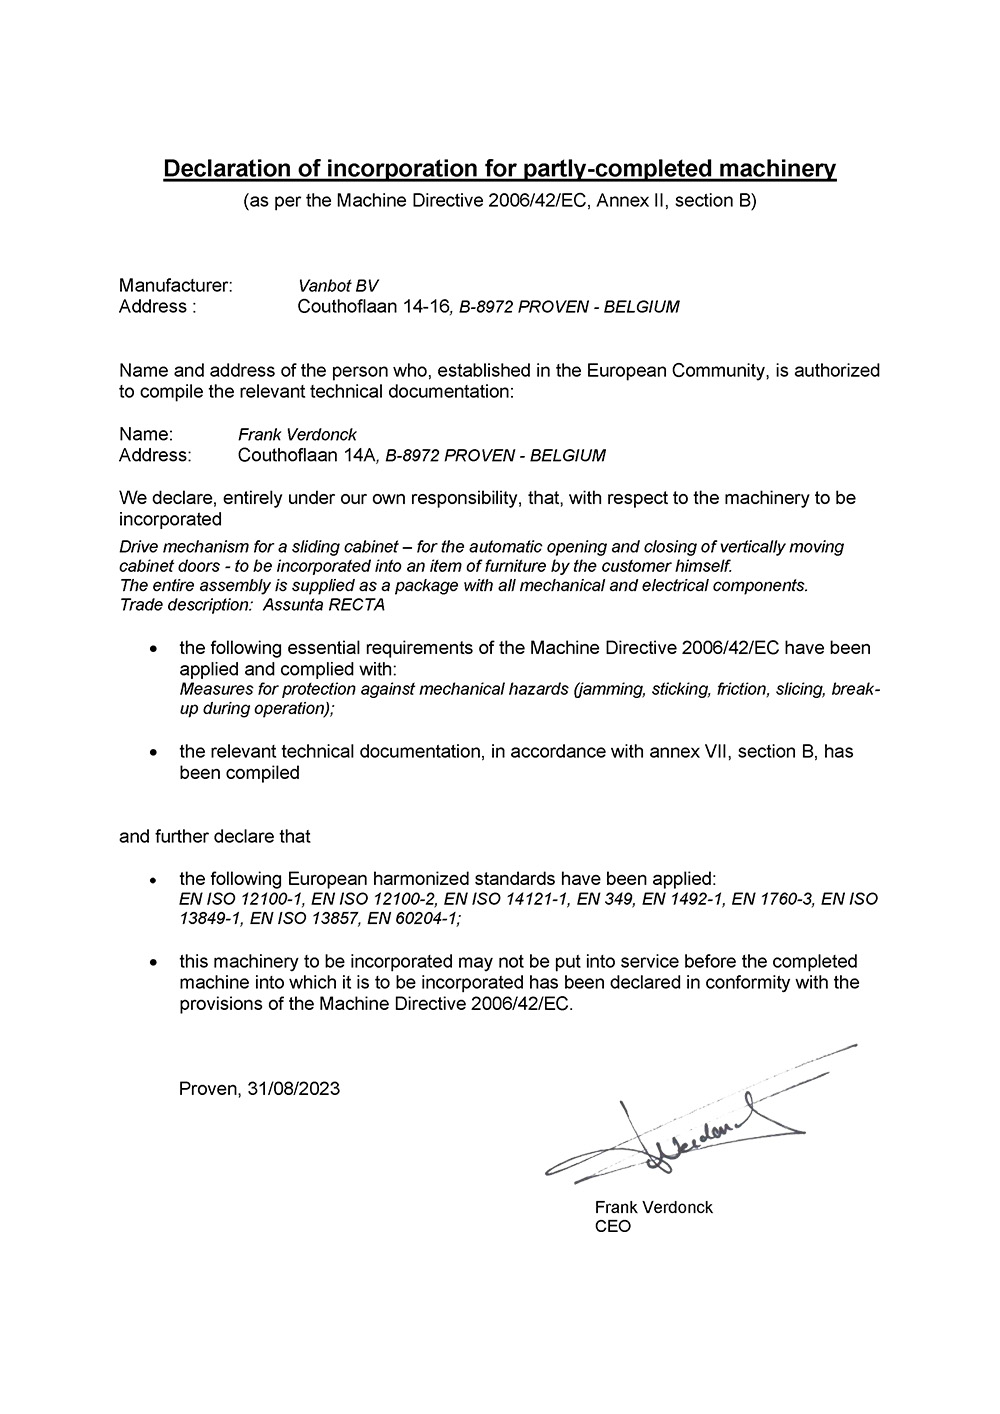 Declaration of incorporation for partly-completed machinery
(as per the Machine Directive 2006/42/EC, Annex II, section B)
Manufacturer: Vanbot BV
Address : Couthoflaan 14-16, B-8972 PROVEN - BELGIUM
Name and address of the person who, established in the European Community, is authorized
to compile the relevant technical documentation:
Name: Frank Verdonck
Address: Couthoflaan 14A, B-8972 PROVEN - BELGIUM
We declare, entirely under our own responsibility, that, with respect to the machinery to be
incorporated
Drive mechanism for a sliding cabinet – for the automatic opening and closing of vertically moving
cabinet doors - to be incorporated into an item of furniture by the customer himself.
The entire assembly is supplied as a package with all mechanical and electrical components.
Trade description: Assunta RECTA
• the following essential requirements of the Machine Directive 2006/42/EC have been
applied and complied with:
Measures for protection against mechanical hazards (jamming, sticking, friction, slicing, break-
up during operation);
• the relevant technical documentation, in accordance with annex VII, section B, has
been compiled
and further declare that
• the following European harmonized standards have been applied:
EN ISO 12100-1, EN ISO 12100-2, EN ISO 14121-1, EN 349, EN 1492-1, EN 1760-3, EN ISO
13849-1, EN ISO 13857, EN 60204-1;
• this machinery to be incorporated may not be put into service before the completed
machine into which it is to be incorporated has been declared in conformity with the
provisions of the Machine Directive 2006/42/EC.
Proven, 31/08/2023
Frank Verdonck
CEO